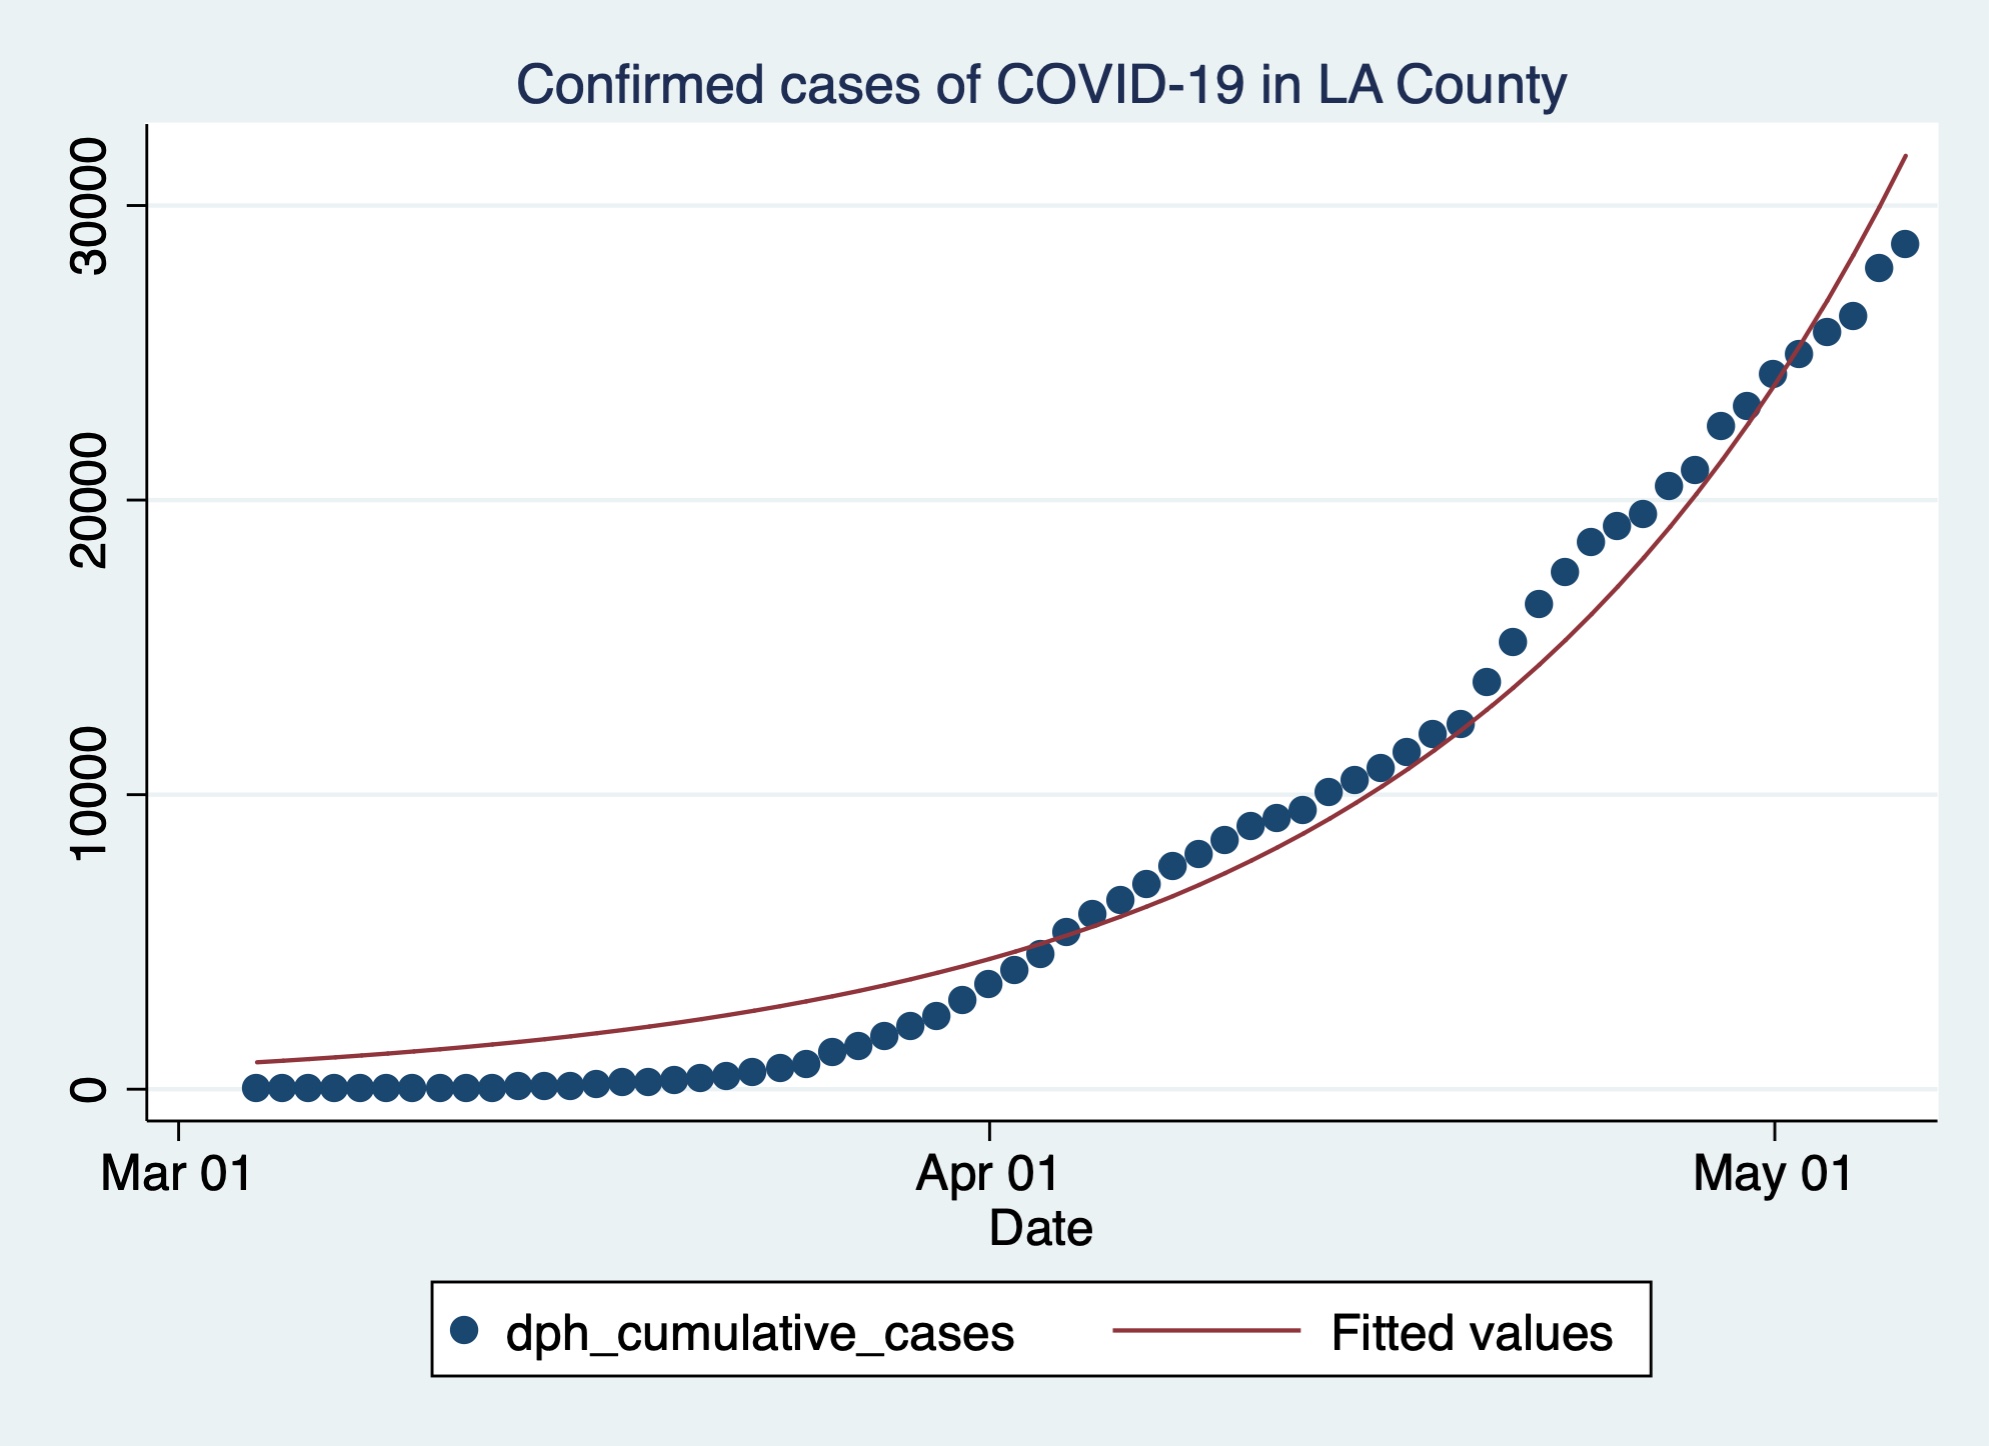 Confirmed cases of COVID-19 in LA County
30000
20000
10000
0
Mar 01 Apr 01 May 01
Date
dph_cumulative_cases Fitted values